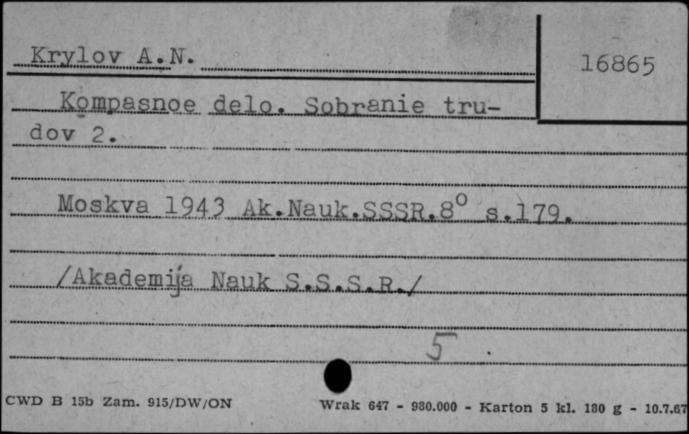 Krylov A.N.
16865
Kompasnoe delo. Sobranie tru-
dov 2.
Moskva 1943 Ak.Nauk.SSSR.8° s.179.
/Akademija Nauk S.S.S.R./
5
CWD B 15b Zam. 915/DW/ON
Wrak 647 - 930.000 - Karton 5 kl. 180 g - 10.7.67